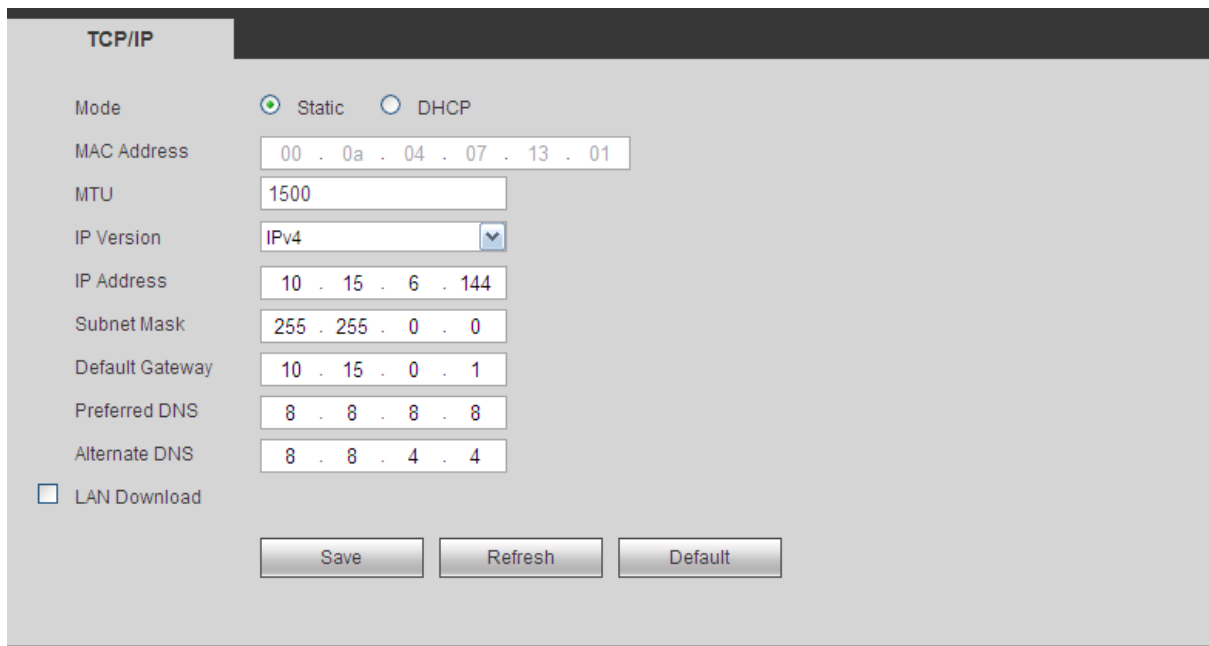 TCP/IP
Mode Static DHCP
MAC Address 00 . 0a . 04 . 07 . 13 . 01
MTU 1500
IP Version IPv4
IP Address 10 . 15 . 6 . 144
Subnet Mask 255 . 255 . 0 . 0
Default Gateway 10 . 15 . 0 . 1
Preferred DNS 8 . 8 . 8 . 8
Alternate DNS 8 . 8 . 4 . 4
LAN Download
Save Refresh Default